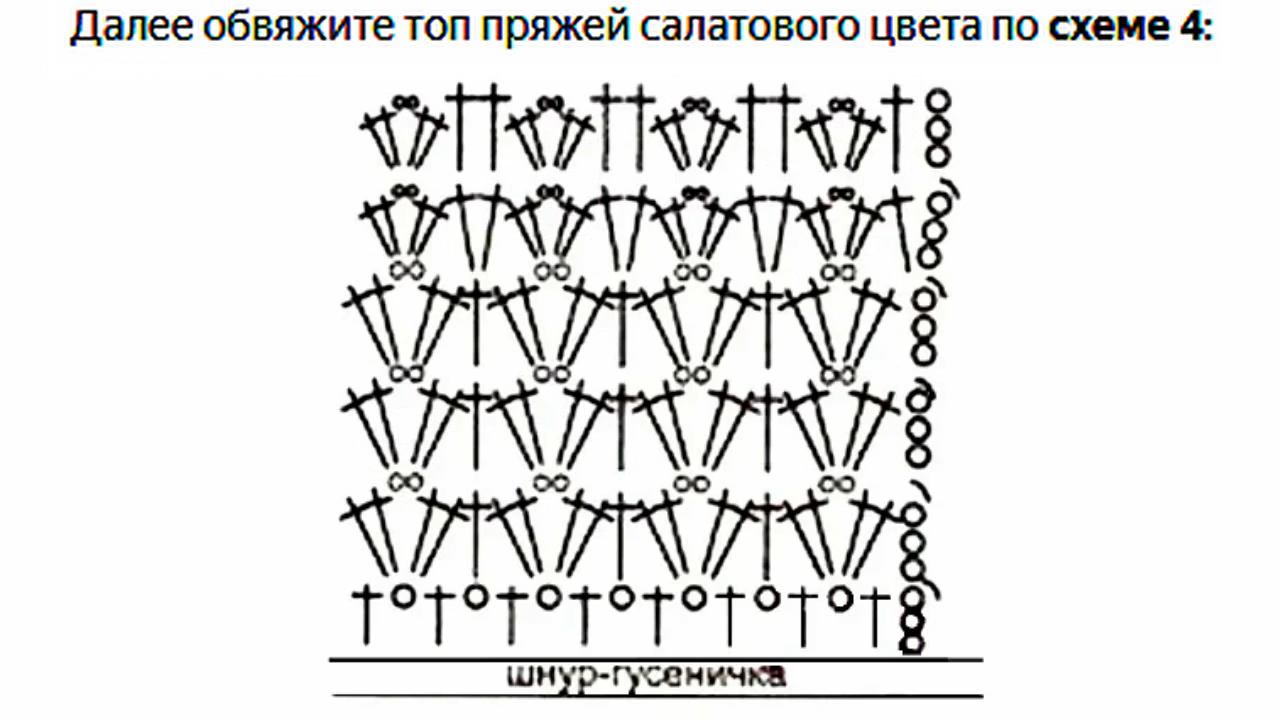 Далее обвяжите топ пряжей салатового цвета по схеме 4:
шнур-гусеничка